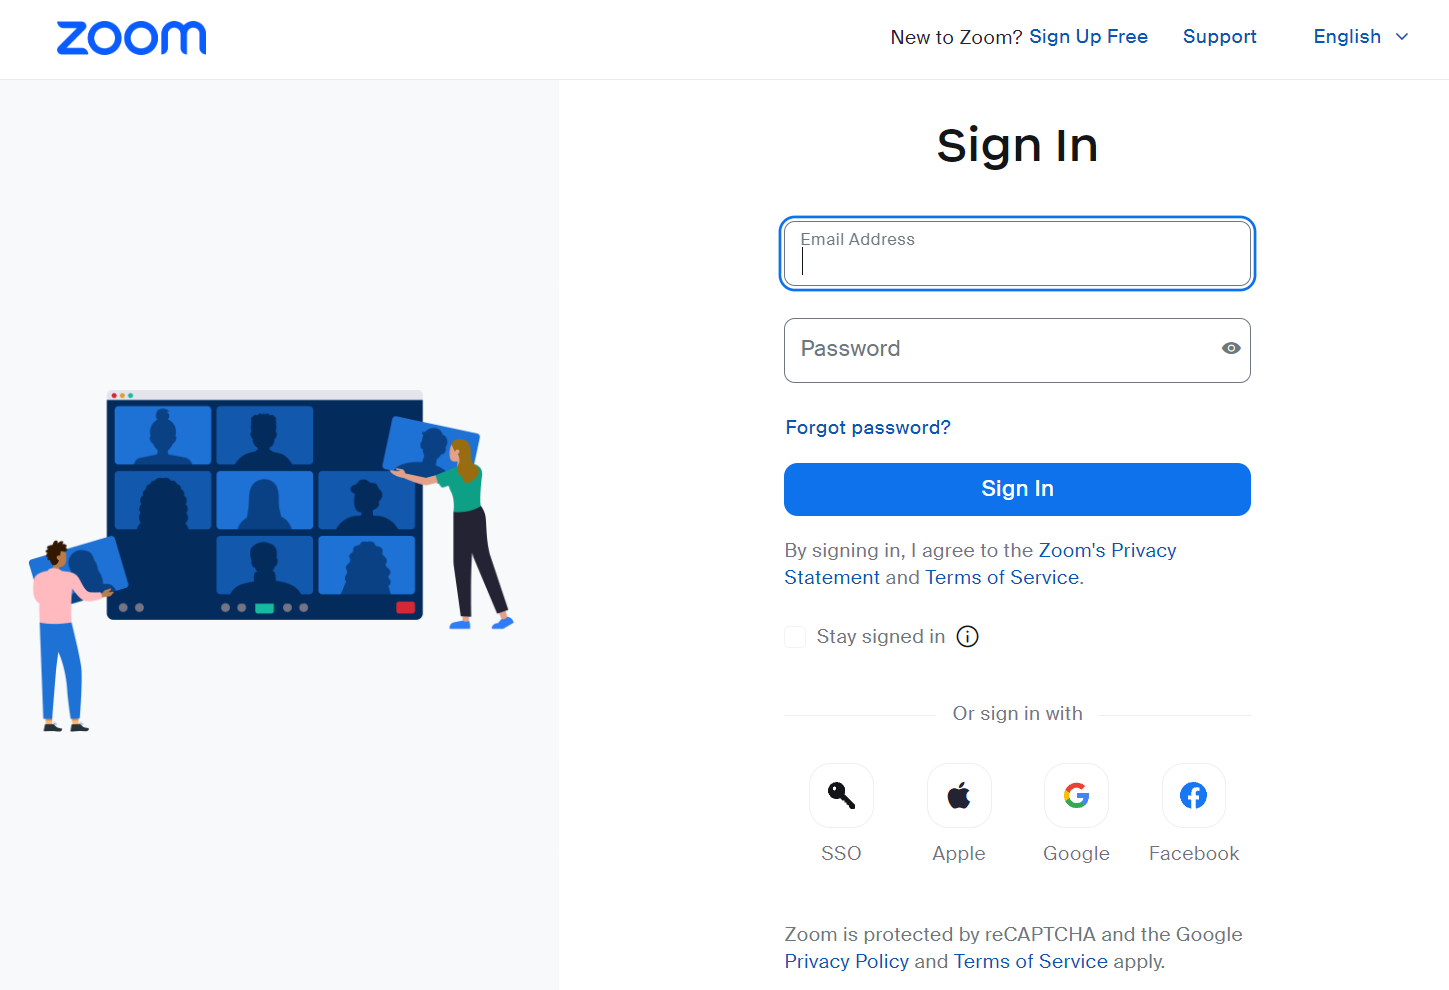 zoom
New to Zoom? Sign Up Free Support English
Sign In
Email Address
Password
Forgot password?
Sign In
By signing in, I agree to the Zoom's Privacy
Statement and Terms of Service.
Stay signed in
Or sign in with
SSO Apple Google Facebook
Zoom is protected by reCAPTCHA and the Google
Privacy Policy and Terms of Service apply.